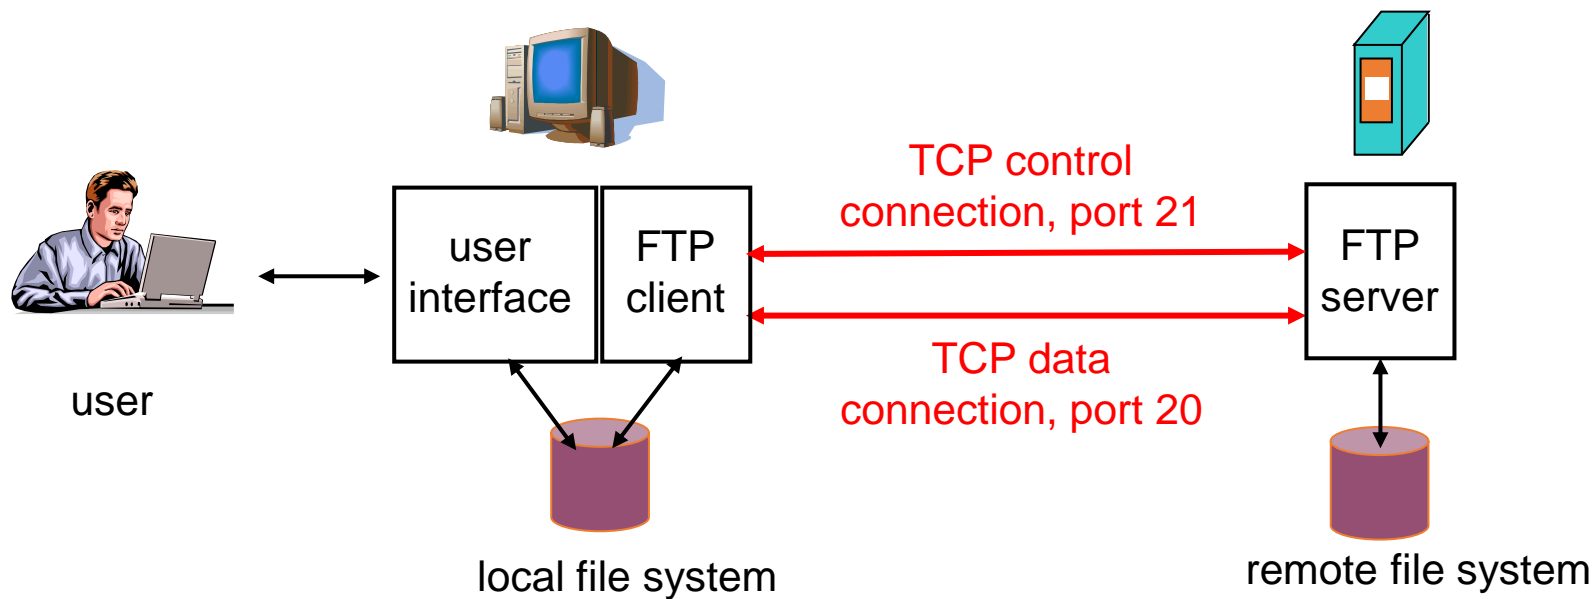 TCP control
connection, port 21
user
interface
FTP
client
FTP
server
TCP data
connection, port 20
user
local file system
remote file system